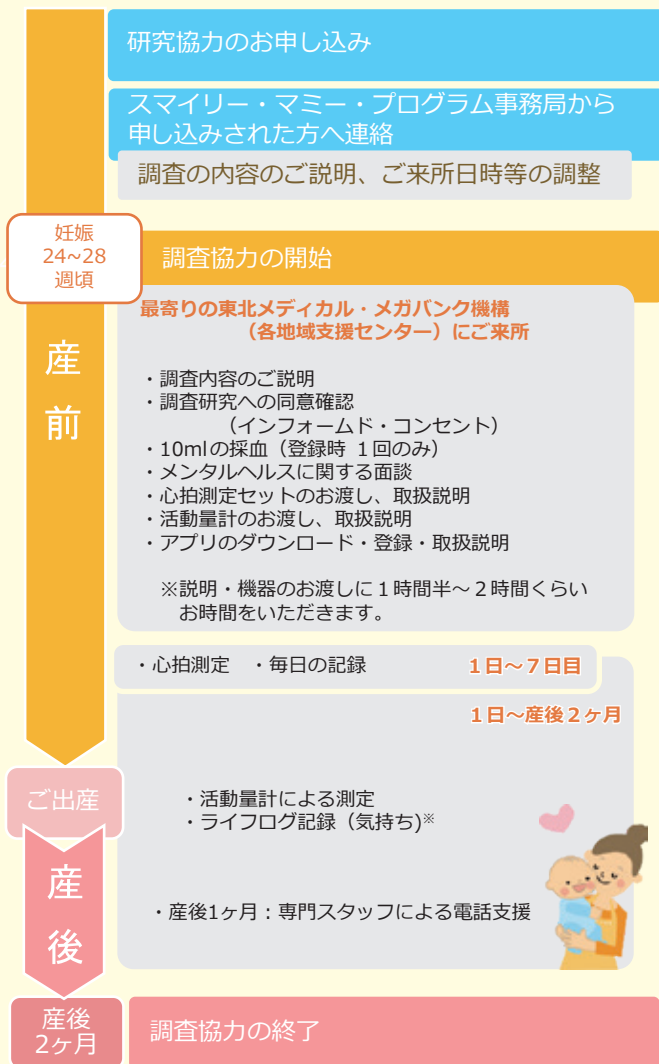 研究協力のお申し込み
スマイリー・マミー・プログラム事務局から
申し込みされた方へ連絡
調査の内容のご説明、ご来所日時等の調整
妊娠
24~28
週頃
調査協力の開始
産前
最寄りの東北メディカル・メガバンク機構
（各地域支援センター）にご来所
・調査内容のご説明
・調査研究への同意確認
（インフォームド・コンセント）
・10mlの採血（登録時 １回のみ）
・メンタルヘルスに関する面談
・心拍測定セットのお渡し、取扱説明
・活動量計のお渡し、取扱説明
・アプリのダウンロード・登録・取扱説明
※説明・機器のお渡しに１時間半～２時間くらい
お時間をいただきます。
・心拍測定　・毎日の記録　１日～７日目
１日～産後２ヶ月
ご出産
・活動量計による測定
・ライフログ記録（気持ち)※
産後
・産後1ヶ月：専門スタッフによる電話支援
産後
2ヶ月
調査協力の終了